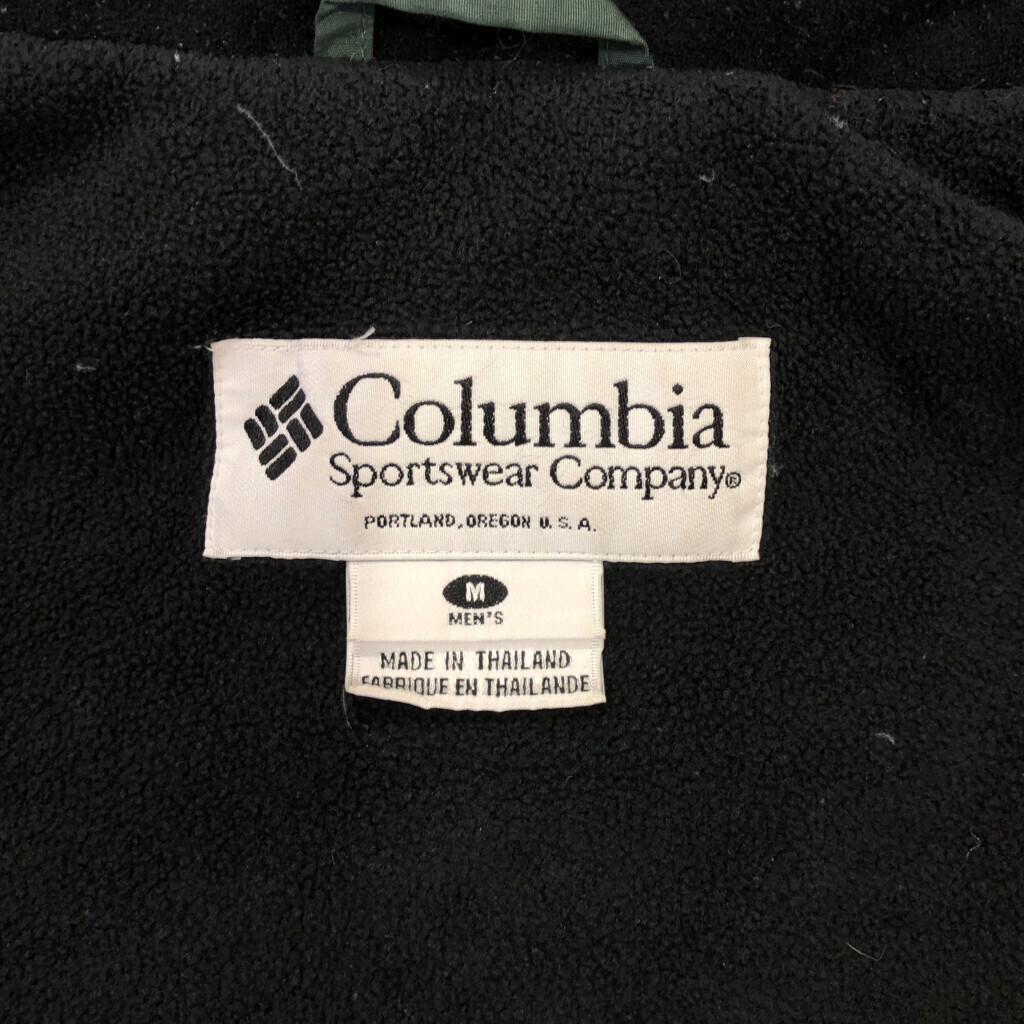 Columbia
Sportswear Company®
PORTLAND, OREGON U.S.A.
M
MEN'S
MADE IN THAILAND
FABRIQUE EN THAILANDE